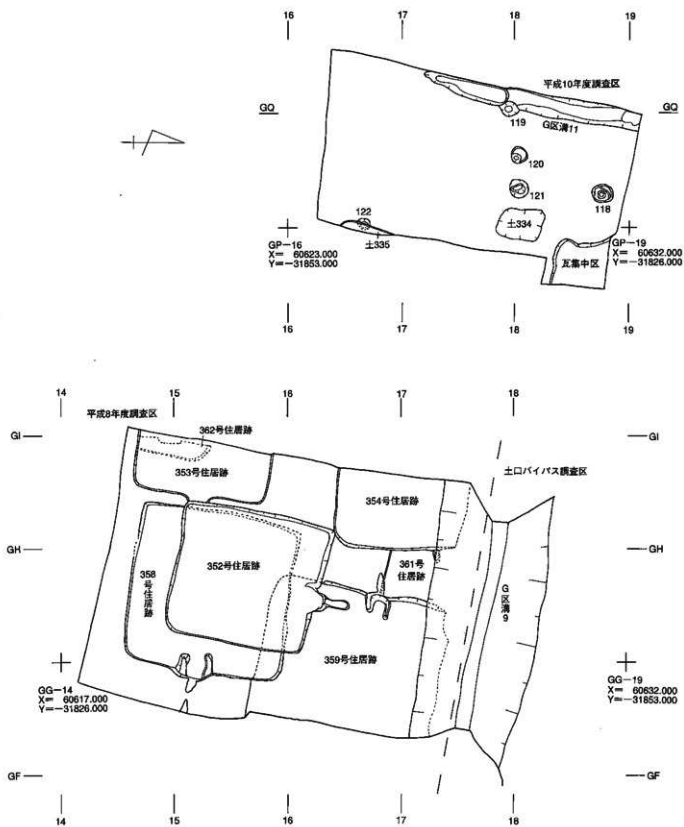 16 17 18 19
平成10年度調査区
GQ GQ
119
G区溝11
120
121
118
122
土334
土335
GP-16
X= 60623.000
Y=-31853.000
GP-19
X= 60632.000
Y=-31826.000
瓦集中区
16 17 18 19
14 15 16 17 18
平成8年度調査区
GI GI
362号住居跡
土口バイパス調査区
353号住居跡
354号住居跡
GH GH
361号
住居跡
352号住居跡
358
号
住
居
跡
G
区
溝
9
359号住居跡
GG-14
X= 60617.000
Y=-31826.000
GG-19
X= 60632.000
Y=-31853.000
GF GF
14 15 16 17 18